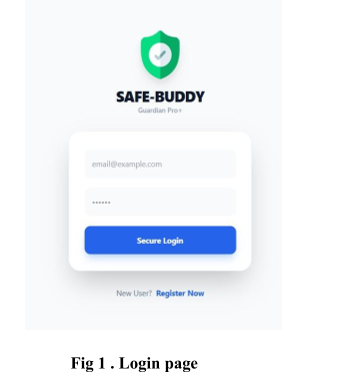 SAFE-BUDDY
Guardian Pro+
email@example.com
••••••
Secure Login
New User? Register Now
Fig 1 . Login page